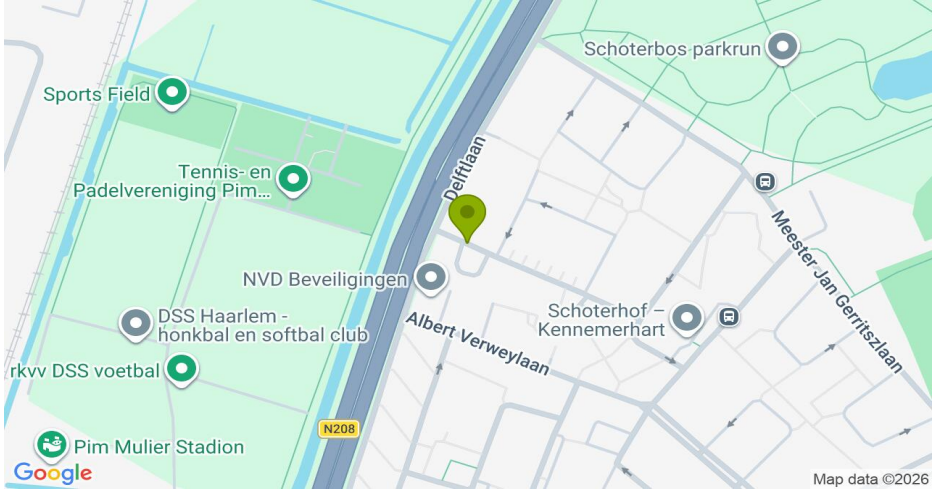 Schoterbos parkrun
Sports Field
Delftlaan
Tennis- en
Padelvereniging Pim...
Meester Jan Gerritszlaan
NVD Beveiligingen
DSS Haarlem -
honkbal en softbal club
Schoterhof –
Kennemerhart
Albert Verweylaan
rkvv DSS voetbal
N208
Pim Mulier Stadion
Google
Map data ©2026